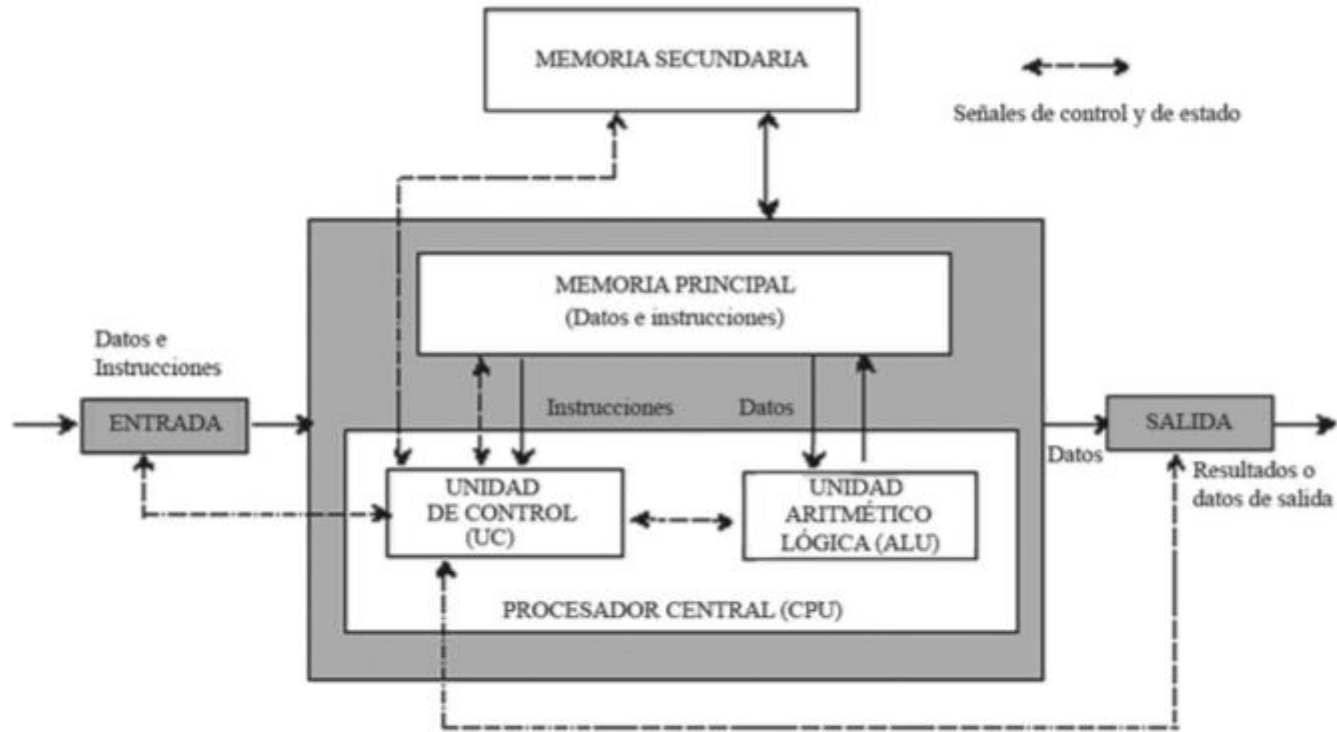 MEMORIA SECUNDARIA
Señales de control y de estado
MEMORIA PRINCIPAL
(Datos e instrucciones)
Datos e
Instrucciones
ENTRADA
Instrucciones
Datos
SALIDA
Datos
Resultados o
datos de salida
UNIDAD
DE CONTROL
(UC)
UNIDAD
ARITMÉTICO
LÓGICA (ALU)
PROCESADOR CENTRAL (CPU)